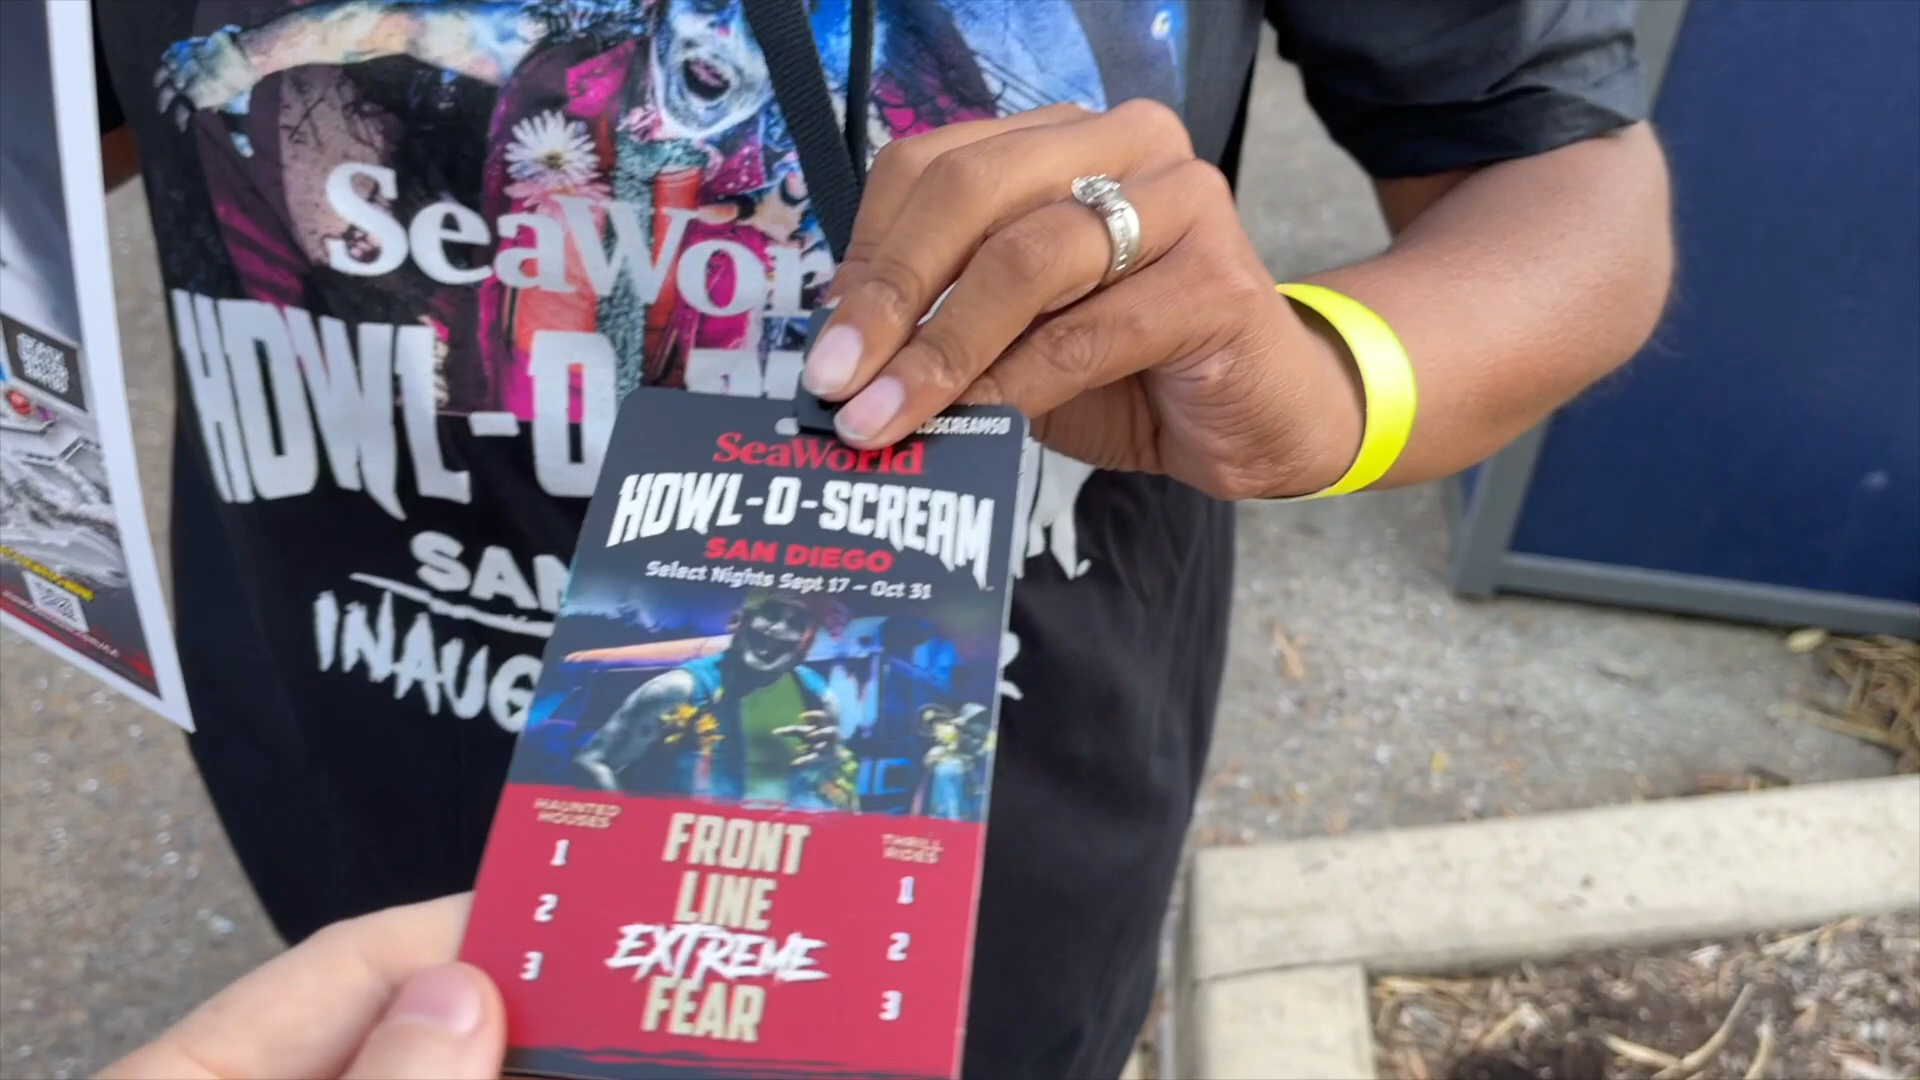 SeaWor
HOWL-O
SAN
INAUG
2
SeaWorld
HOWL-O-SCREAM
SAN DIEGO
Select Nights Sept 17 – Oct 31
HAUNTED
HOUSES
1
2
3
FRONT
LINE
EXTREME
FEAR
THRILL
RIDES
1
2
3